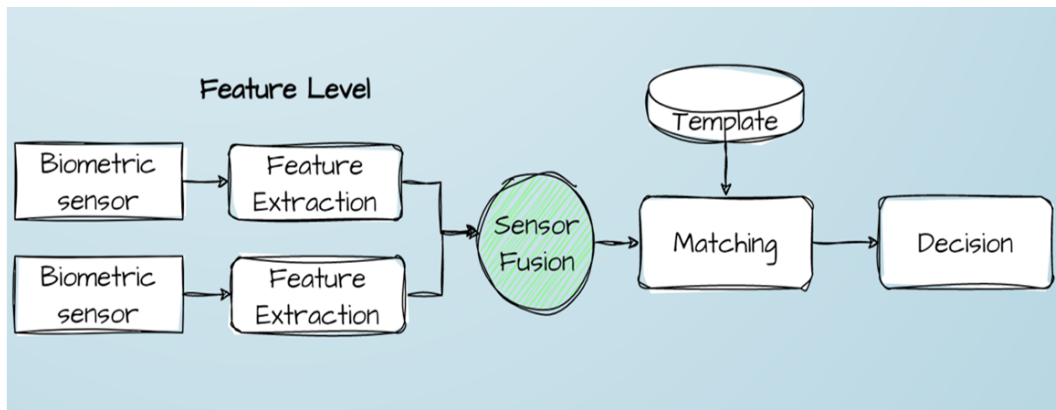 Feature Level
Template
Biometric
sensor
Feature
Extraction
Sensor
Fusion
Matching
Decision
Biometric
sensor
Feature
Extraction